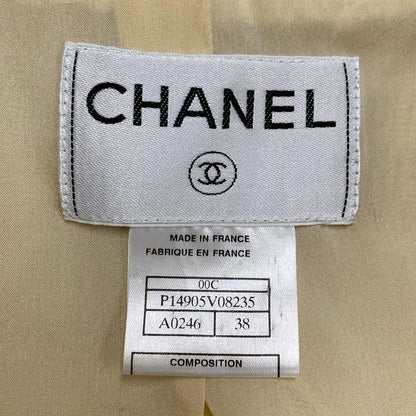 CHANEL
MADE IN FRANCE
FABRIQUE EN FRANCE
00C
P14905V08235
A0246 38
COMPOSITION